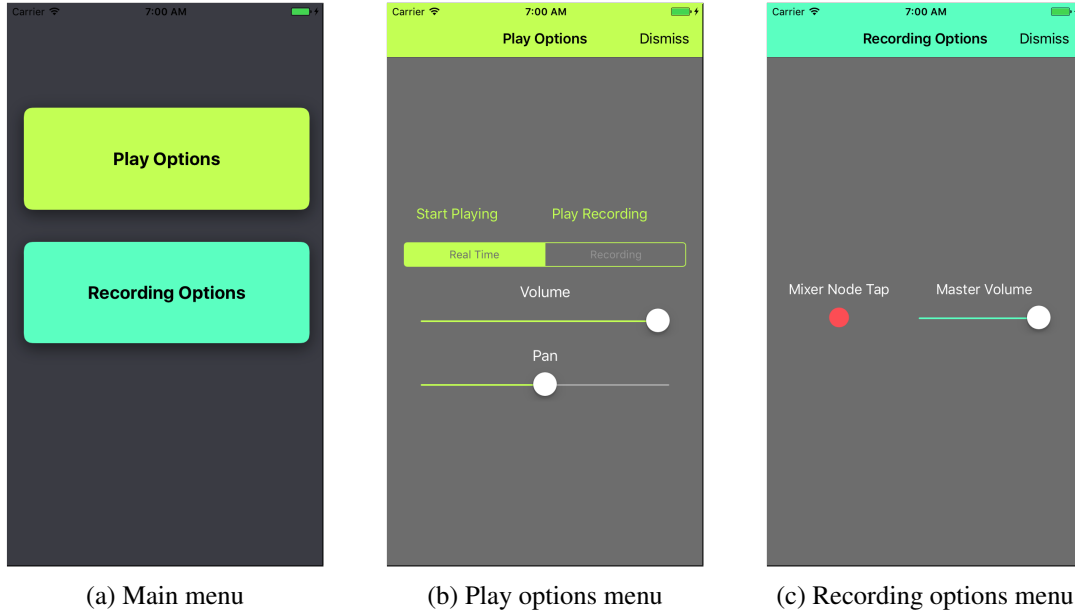 Carrier 7:00 AM
Play Options
Recording Options
(a) Main menu
Carrier 7:00 AM
Play Options Dismiss
Start Playing Play Recording
Real Time Recording
Volume
Pan
(b) Play options menu
Carrier 7:00 AM
Recording Options Dismiss
Mixer Node Tap Master Volume
(c) Recording options menu